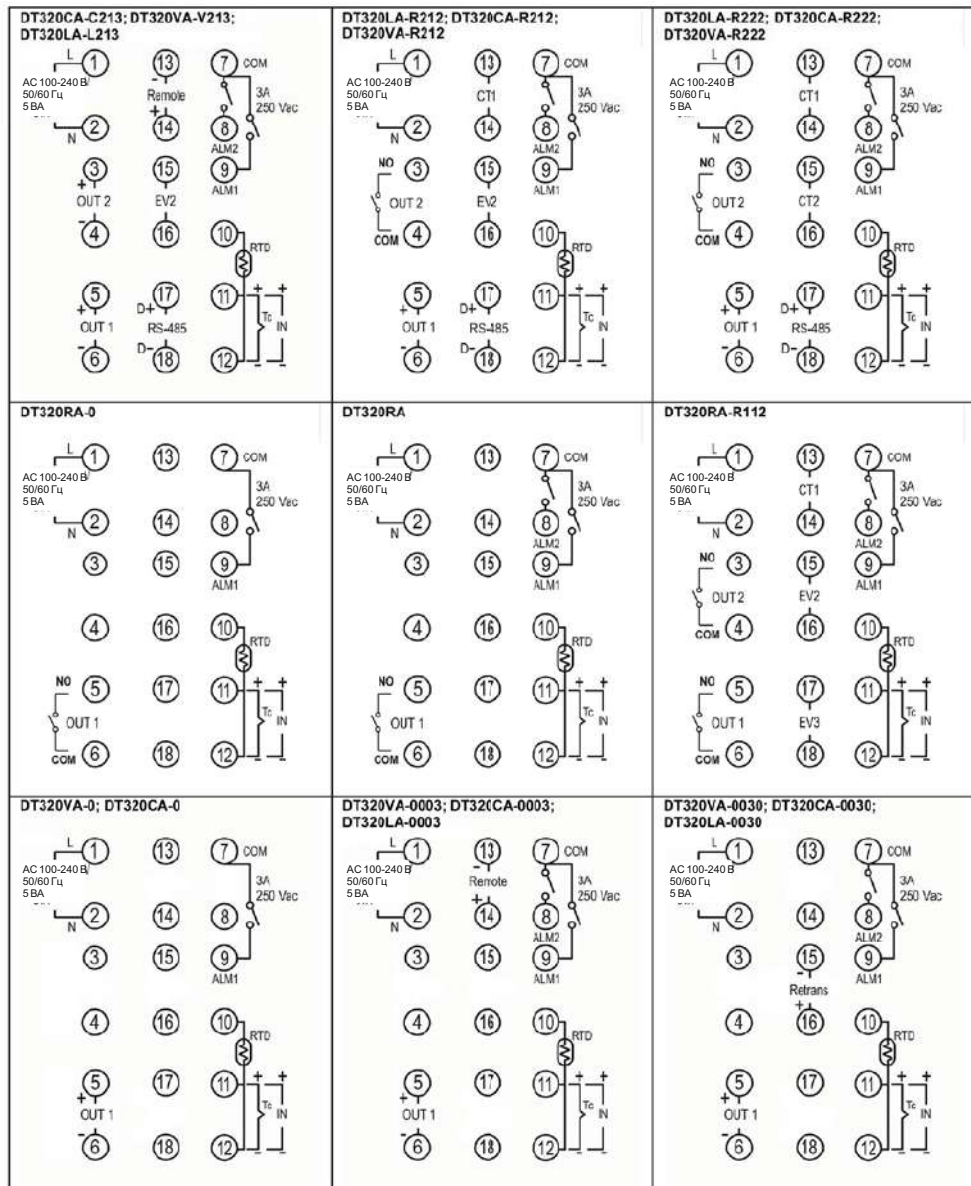 DT320CA-C213; DT320VA-V213;
DT320LA-L213
L 1 13 7 COM
AC 100-240 В
50/60 Гц
5 ВА
- Remote +
3A
250 Vac
N 2 14 8
ALM2
3 15 9
ALM1
+ OUT 2 -
EV2
4 16 10
RTD
5 17 11
+ OUT 1 -
D+ RS-485 D-
+ + Tc IN - -
6 18 12
DT320LA-R212; DT320CA-R212;
DT320VA-R212
L 1 13 7 COM
AC 100-240 В
50/60 Гц
5 ВА
CT1
3A
250 Vac
N 2 14 8
ALM2
NO 3 15 9
ALM1
OUT 2
EV2
COM 4 16 10
RTD
5 17 11
+ OUT 1 -
D+ RS-485 D-
+ + Tc IN - -
6 18 12
DT320LA-R222; DT320CA-R222;
DT320VA-R222
L 1 13 7 COM
AC 100-240 В
50/60 Гц
5 ВА
CT1
3A
250 Vac
N 2 14 8
ALM2
NO 3 15 9
ALM1
OUT 2
CT2
COM 4 16 10
RTD
5 17 11
+ OUT 1 -
D+ RS-485 D-
+ + Tc IN - -
6 18 12
DT320RA-0
L 1 13 7 COM
AC 100-240 В
50/60 Гц
5 ВА
3A
250 Vac
N 2 14 8
3 15 9
ALM1
4 16 10
RTD
NO 5 17 11
OUT 1
+ + Tc IN - -
COM 6 18 12
DT320RA
L 1 13 7 COM
AC 100-240 В
50/60 Гц
5 ВА
3A
250 Vac
N 2 14 8
ALM2
3 15 9
ALM1
4 16 10
RTD
NO 5 17 11
OUT 1
+ + Tc IN - -
COM 6 18 12
DT320RA-R112
L 1 13 7 COM
AC 100-240 В
50/60 Гц
5 ВА
CT1
3A
250 Vac
N 2 14 8
ALM2
NO 3 15 9
ALM1
OUT 2
EV2
COM 4 16 10
RTD
NO 5 17 11
OUT 1
EV3
+ + Tc IN - -
COM 6 18 12
DT320VA-0; DT320CA-0
L 1 13 7 COM
AC 100-240 В
50/60 Гц
5 ВА
3A
250 Vac
N 2 14 8
3 15 9
ALM1
4 16 10
RTD
5 17 11
+ OUT 1 -
+ + Tc IN - -
6 18 12
DT320VA-0003; DT320CA-0003;
DT320LA-0003
L 1 13 7 COM
AC 100-240 В
50/60 Гц
5 ВА
- Remote +
3A
250 Vac
N 2 14 8
ALM2
3 15 9
ALM1
4 16 10
RTD
5 17 11
+ OUT 1 -
+ + Tc IN - -
6 18 12
DT320VA-0030; DT320CA-0030;
DT320LA-0030
L 1 13 7 COM
AC 100-240 В
50/60 Гц
5 ВА
3A
250 Vac
N 2 14 8
ALM2
3 15 9
ALM1
- Retrans +
4 16 10
RTD
5 17 11
+ OUT 1 -
+ + Tc IN - -
6 18 12